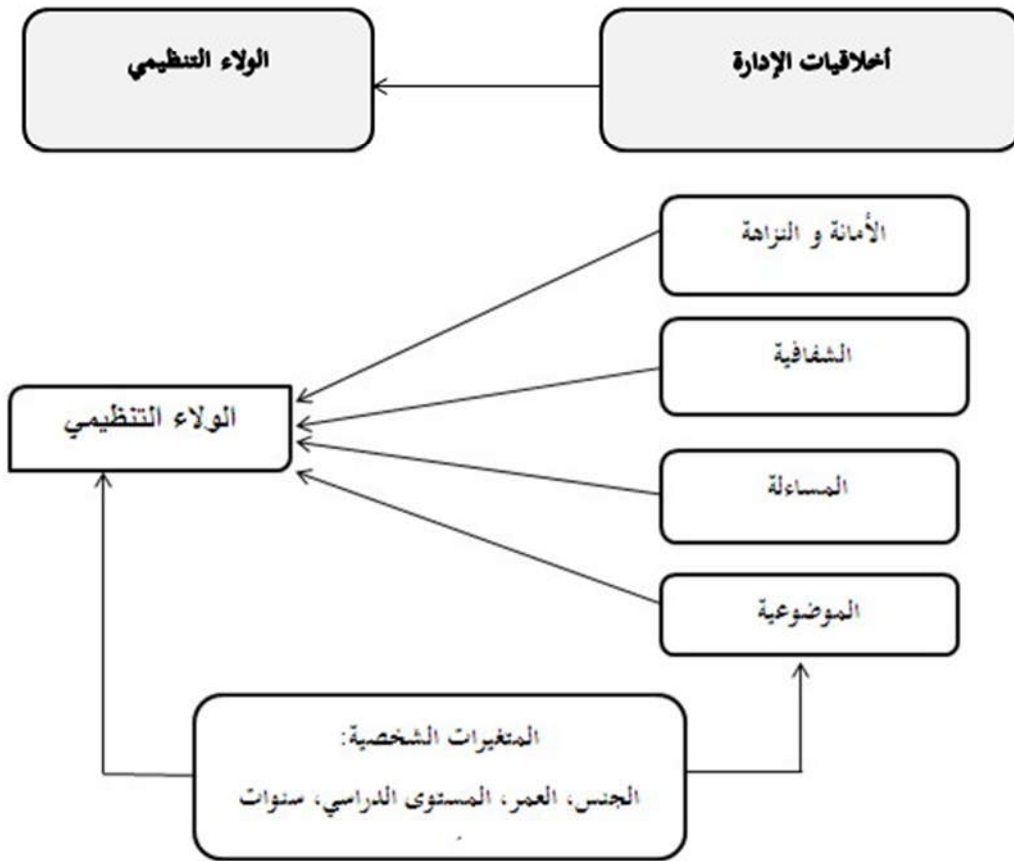 أخلاقيات الإدارة
الولاء التنظيمي
الأمانة و النزاهة
الشفافية
الولاء التنظيمي
المساءلة
الموضوعية
المتغيرات الشخصية:
الجنس، العمر، المستوى الدراسي، سنوات